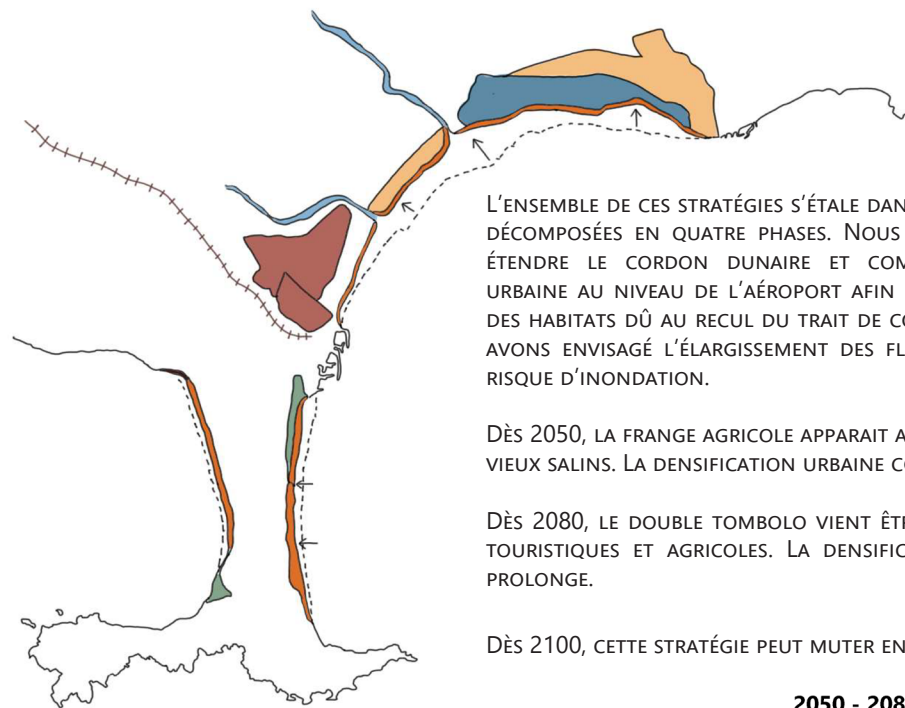 L'ENSEMBLE DE CES STRATÉGIES S'ÉTALE DAN
DÉCOMPOSÉES EN QUATRE PHASES. NOUS
ÉTENDRE LE CORDON DUNAIRE ET COM
URBAINE AU NIVEAU DE L'AÉROPORT AFIN
DES HABITATS DÛ AU RECUL DU TRAIT DE CO
AVONS ENVISAGÉ L'ÉLARGISSEMENT DES FL
RISQUE D'INONDATION.
DÈS 2050, LA FRANGE AGRICOLE APPARAIT A
VIEUX SALINS. LA DENSIFICATION URBAINE CO
DÈS 2080, LE DOUBLE TOMBOLO VIENT ÊTR
TOURISTIQUES ET AGRICOLES. LA DENSIFIC
PROLONGE.
DÈS 2100, CETTE STRATÉGIE PEUT MUTER EN
2050 - 208